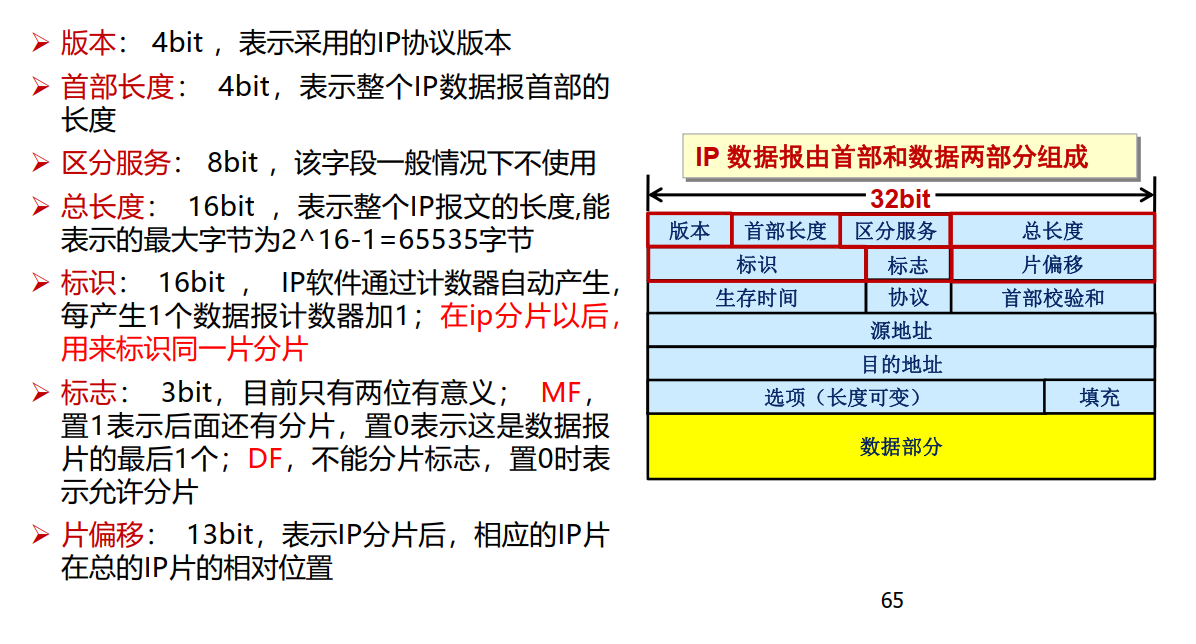 版本： 4bit ，表示采用的IP协议版本
首部长度： 4bit，表示整个IP数据报首部的
长度
区分服务： 8bit ，该字段一般情况下不使用
总长度： 16bit ，表示整个IP报文的长度,能
表示的最大字节为2^16-1=65535字节
标识： 16bit ， IP软件通过计数器自动产生，
每产生1个数据报计数器加1；在ip分片以后，
用来标识同一片分片
标志： 3bit，目前只有两位有意义； MF，
置1表示后面还有分片，置0表示这是数据报
片的最后1个；DF，不能分片标志，置0时表
示允许分片
片偏移： 13bit，表示IP分片后，相应的IP片
在总的IP片的相对位置
IP 数据报由首部和数据两部分组成
32bit
版本 首部长度 区分服务 总长度
标识 标志 片偏移
生存时间 协议 首部校验和
源地址
目的地址
选项（长度可变） 填充
数据部分
65